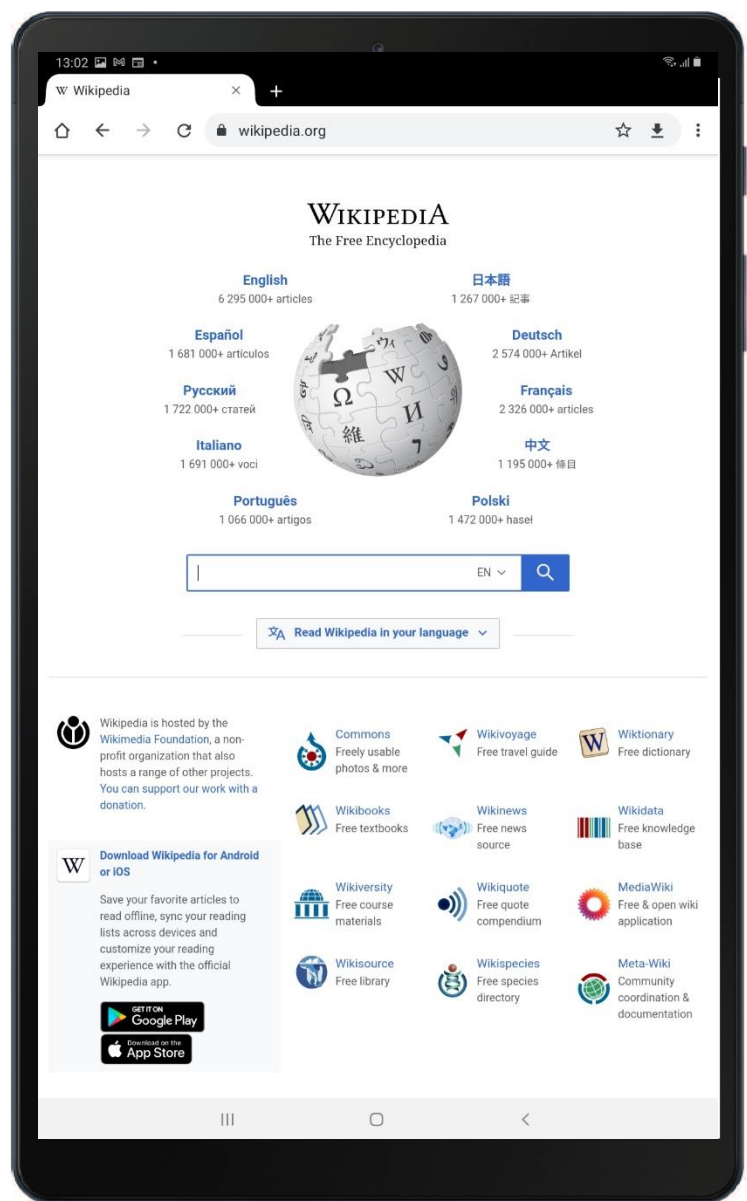 13:02
W Wikipedia
wikipedia.org
WIKIPEDIA
The Free Encyclopedia
English
6 295 000+ articles
日本語
1 267 000+ 記事
Español
1 681 000+ artículos
Deutsch
2 574 000+ Artikel
Русский
1 722 000+ статей
Français
2 326 000+ articles
Italiano
1 691 000+ voci
中文
1 195 000+ 條目
Português
1 066 000+ artigos
Polski
1 472 000+ haseł
Ω
W
И
維
ウィ
7
EN
Read Wikipedia in your language
Wikipedia is hosted by the
Wikimedia Foundation, a non-
profit organization that also
hosts a range of other projects.
You can support our work with a
donation.
W
Download Wikipedia for Android
or iOS
Save your favorite articles to
read offline, sync your reading
lists across devices and
customize your reading
experience with the official
Wikipedia app.
GET IT ON
Google Play
Download on the
App Store
Commons
Freely usable
photos & more
Wikivoyage
Free travel guide
W
Wiktionary
Free dictionary
Wikibooks
Free textbooks
Wikinews
Free news
source
Wikidata
Free knowledge
base
Wikiversity
Free course
materials
Wikiquote
Free quote
compendium
MediaWiki
Free & open wiki
application
Wikisource
Free library
Wikispecies
Free species
directory
Meta-Wiki
Community
coordination &
documentation